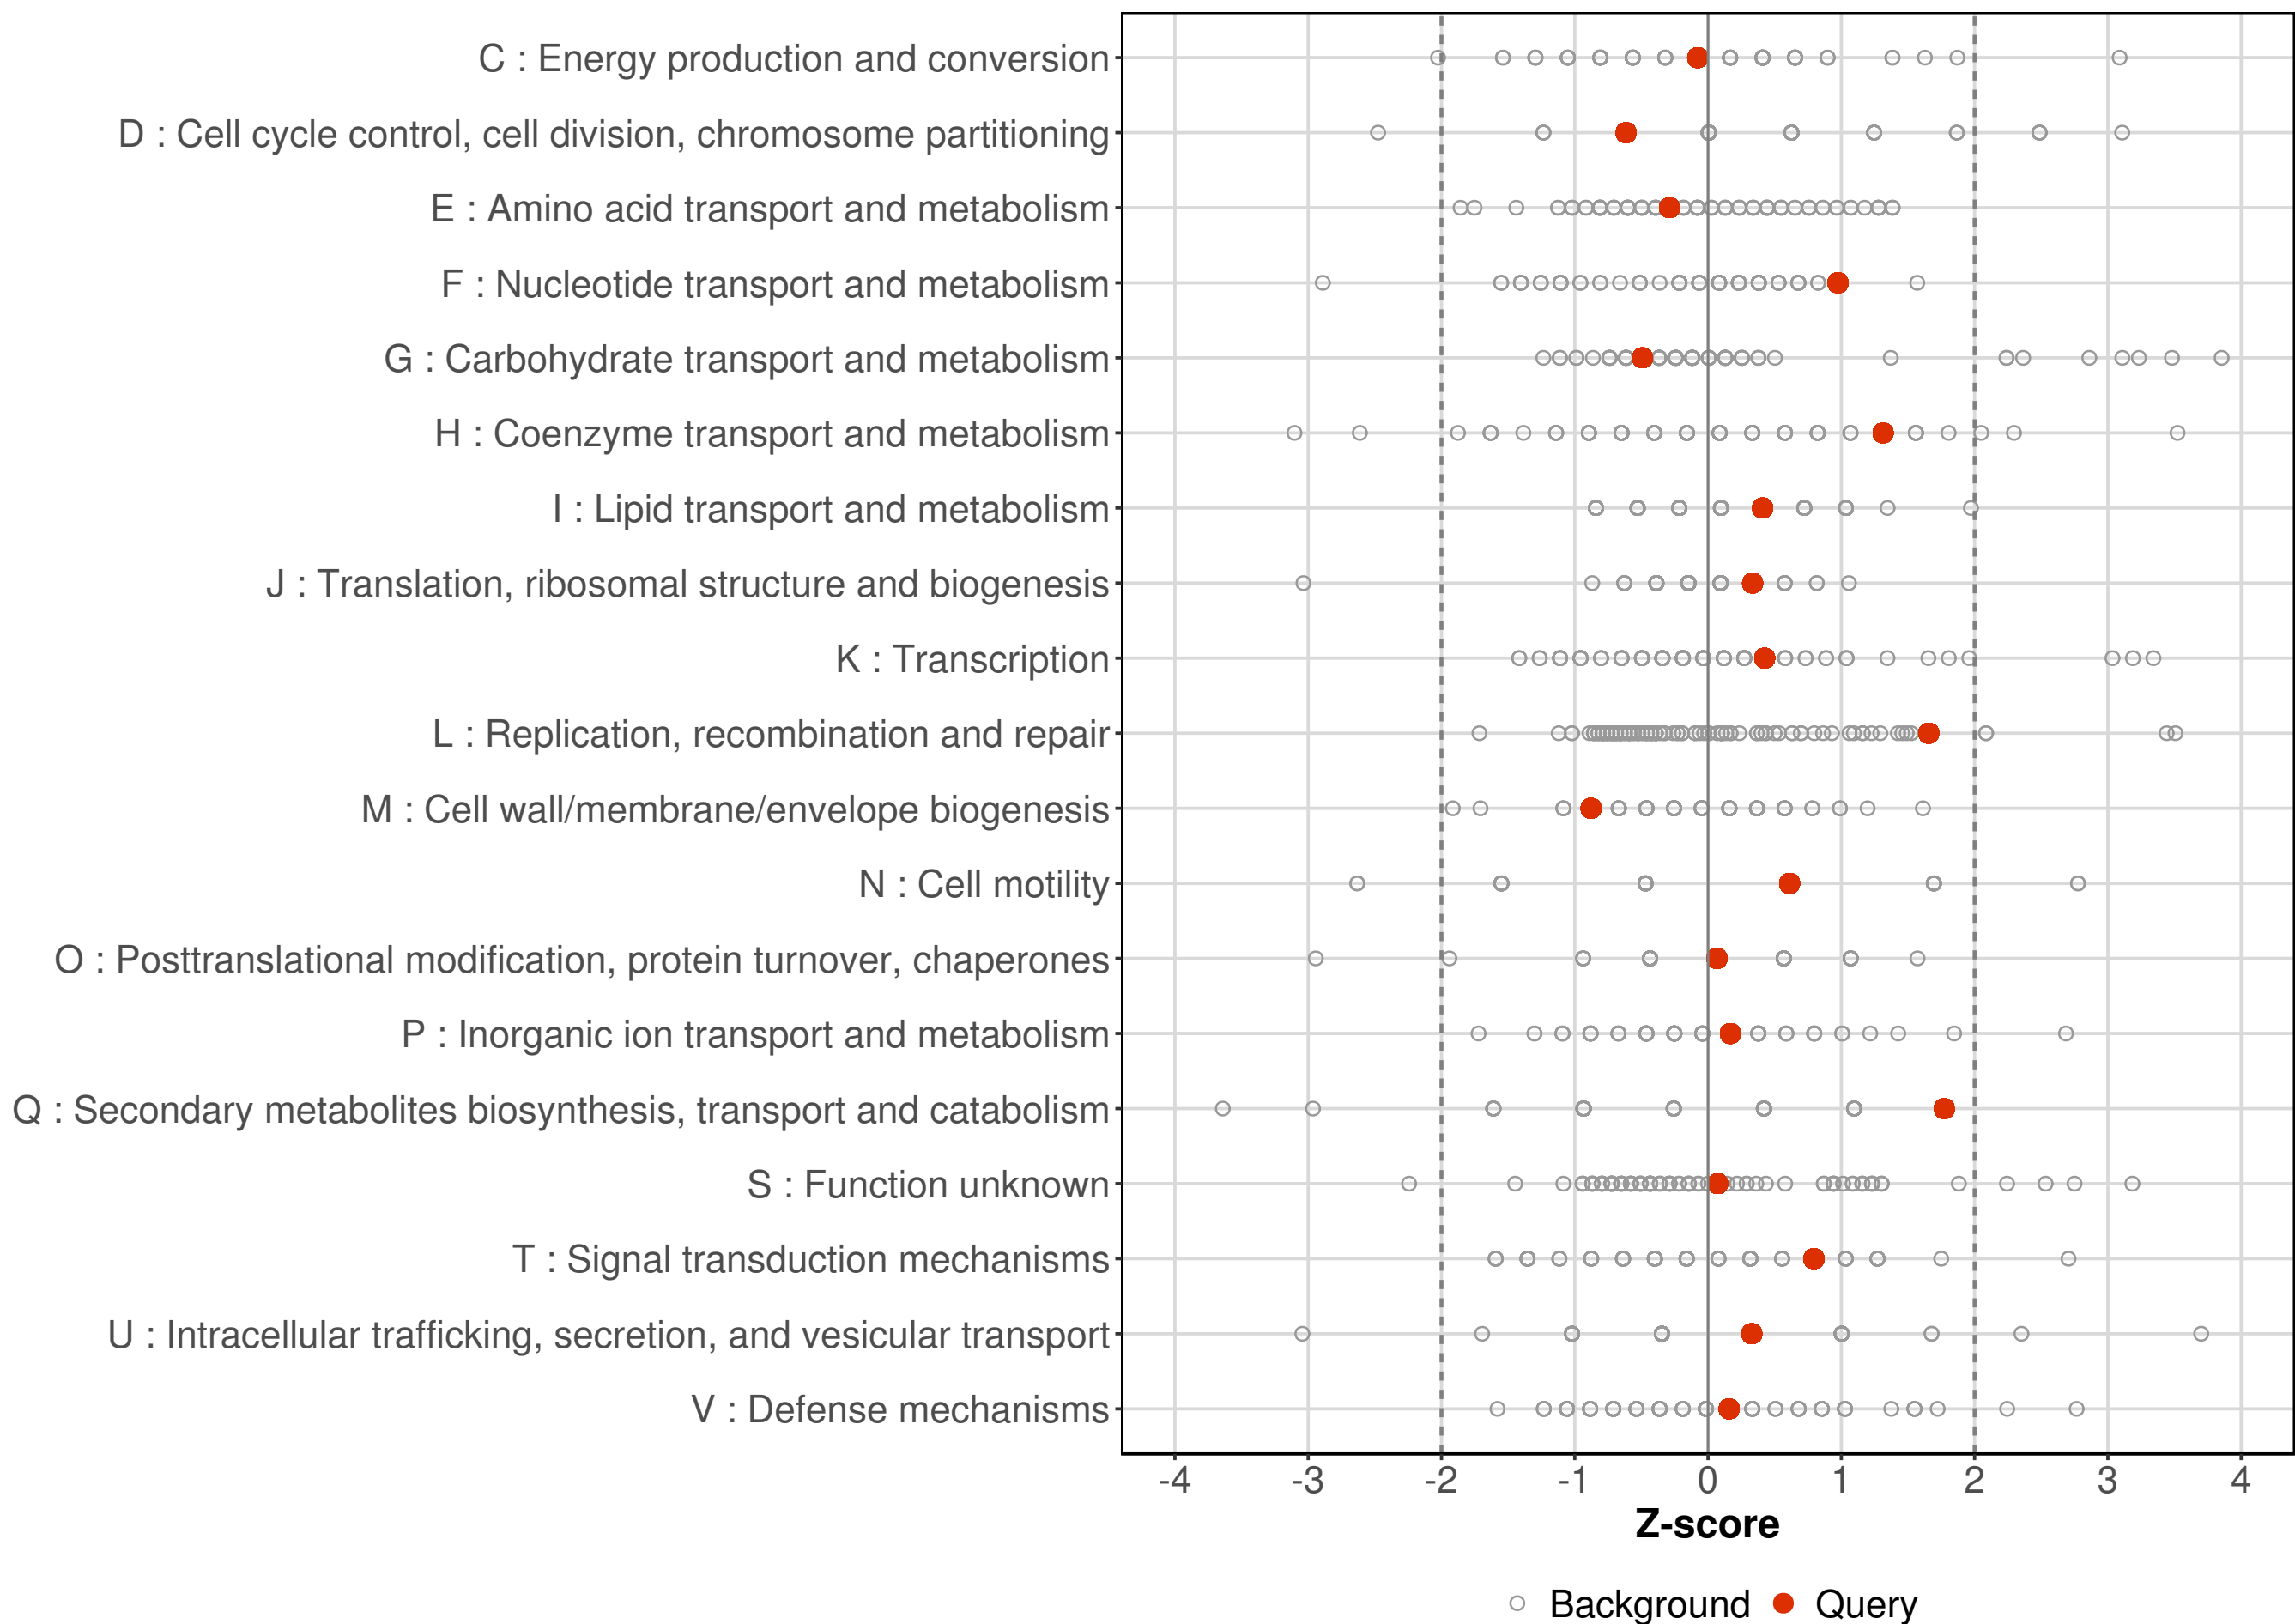 C : Energy production and conversion
D : Cell cycle control, cell division, chromosome partitioning
E : Amino acid transport and metabolism
F : Nucleotide transport and metabolism
G : Carbohydrate transport and metabolism
H : Coenzyme transport and metabolism
I : Lipid transport and metabolism
J : Translation, ribosomal structure and biogenesis
K : Transcription
L : Replication, recombination and repair
M : Cell wall/membrane/envelope biogenesis
N : Cell motility
O : Posttranslational modification, protein turnover, chaperones
P : Inorganic ion transport and metabolism
Q : Secondary metabolites biosynthesis, transport and catabolism
S : Function unknown
T : Signal transduction mechanisms
U : Intracellular trafficking, secretion, and vesicular transport
V : Defense mechanisms
-4 -3 -2 -1 0 1 2 3 4
Z-score
Background Query